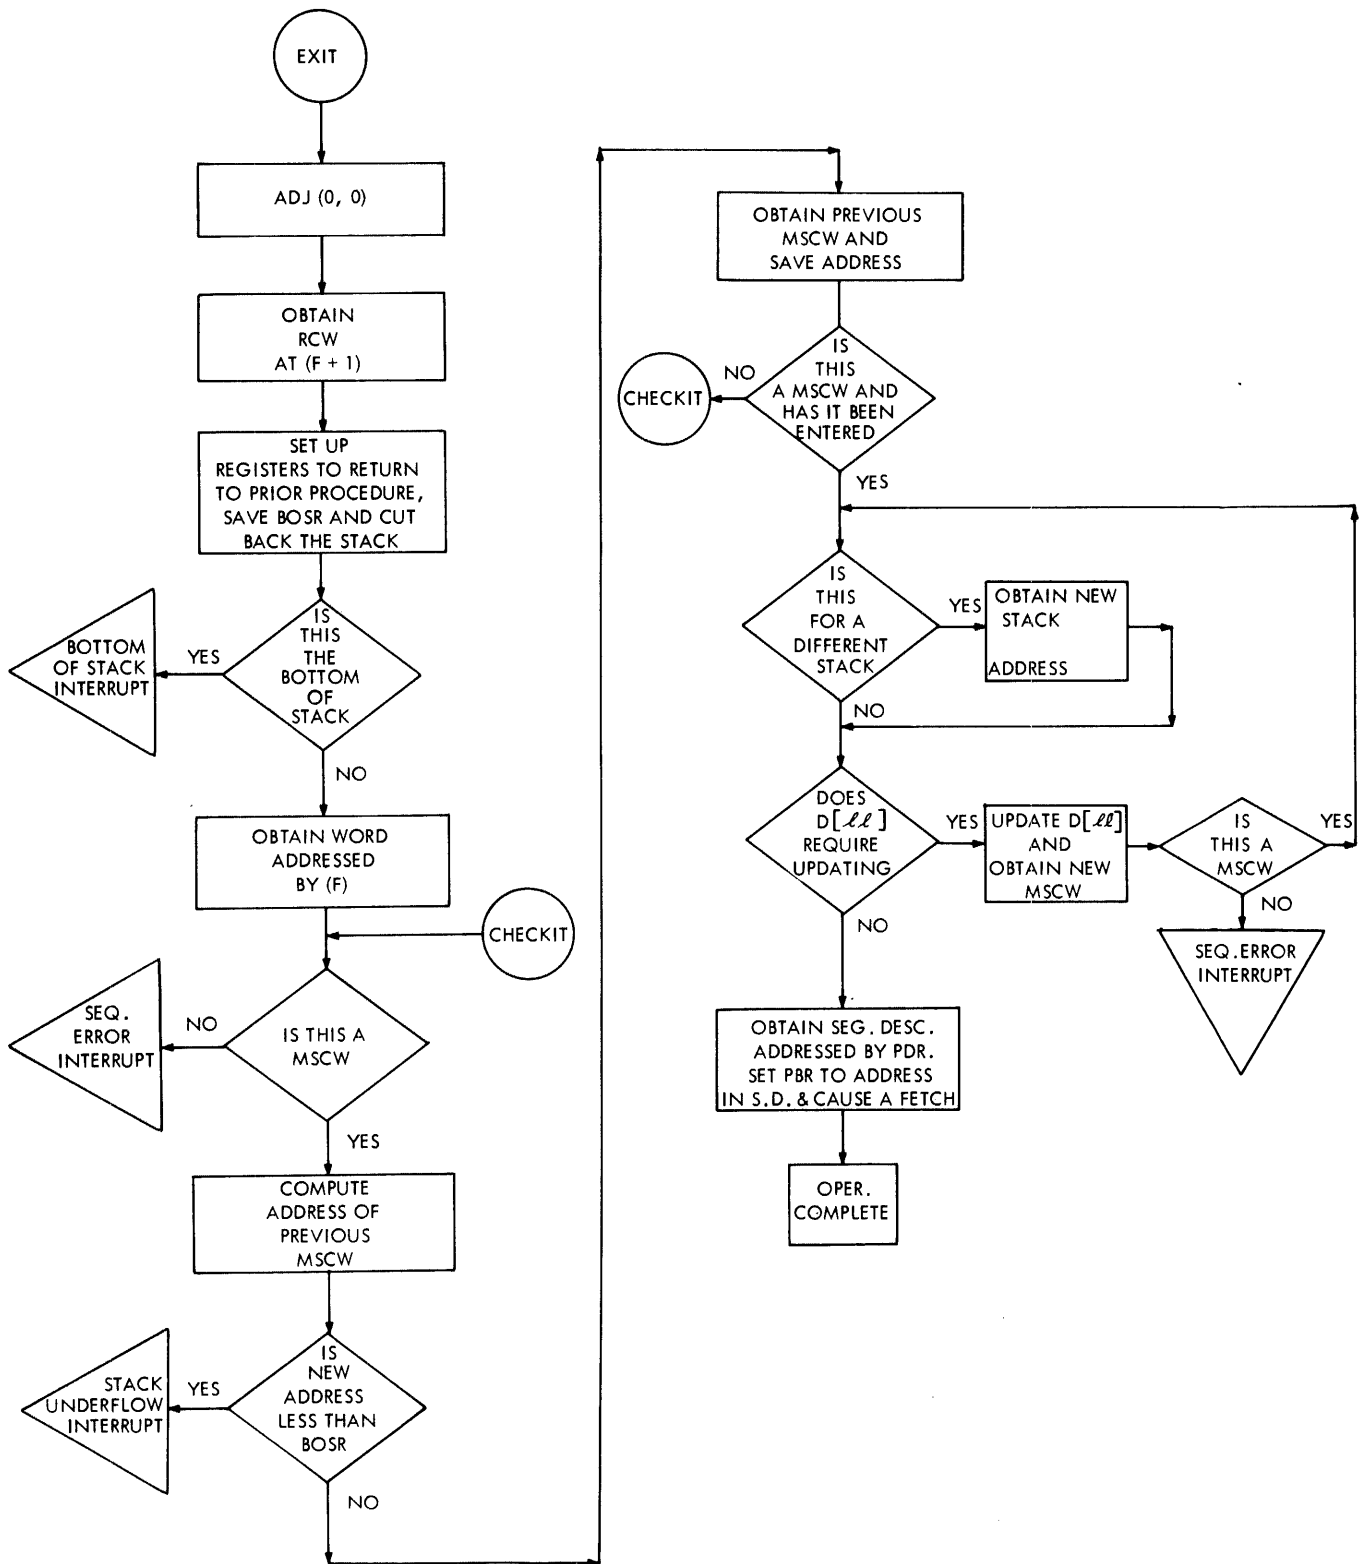 EXIT
ADJ (0, 0)
OBTAIN
RCW
AT (F + 1)
SET UP
REGISTERS TO RETURN
TO PRIOR PROCEDURE,
SAVE BOSR AND CUT
BACK THE STACK
IS
THIS
THE
BOTTOM
OF
STACK
YES
BOTTOM
OF STACK
INTERRUPT
NO
OBTAIN WORD
ADDRESSED
BY (F)
CHECKIT
IS THIS A
MSCW
NO
SEQ.
ERROR
INTERRUPT
YES
COMPUTE
ADDRESS OF
PREVIOUS
MSCW
IS
NEW
ADDRESS
LESS THAN
BOSR
YES
STACK
UNDERFLOW
INTERRUPT
NO
OBTAIN PREVIOUS
MSCW AND
SAVE ADDRESS
IS
THIS
A MSCW AND
HAS IT BEEN
ENTERED
NO
CHECKIT
YES
IS
THIS
FOR A
DIFFERENT
STACK
YES
OBTAIN NEW
STACK
ADDRESS
NO
DOES
D[ℓℓ]
REQUIRE
UPDATING
YES
UPDATE D[ℓℓ]
AND
OBTAIN NEW
MSCW
IS
THIS A
MSCW
YES
NO
SEQ. ERROR
INTERRUPT
NO
OBTAIN SEG. DESC.
ADDRESSED BY PDR.
SET PBR TO ADDRESS
IN S.D. & CAUSE A FETCH
OPER.
COMPLETE